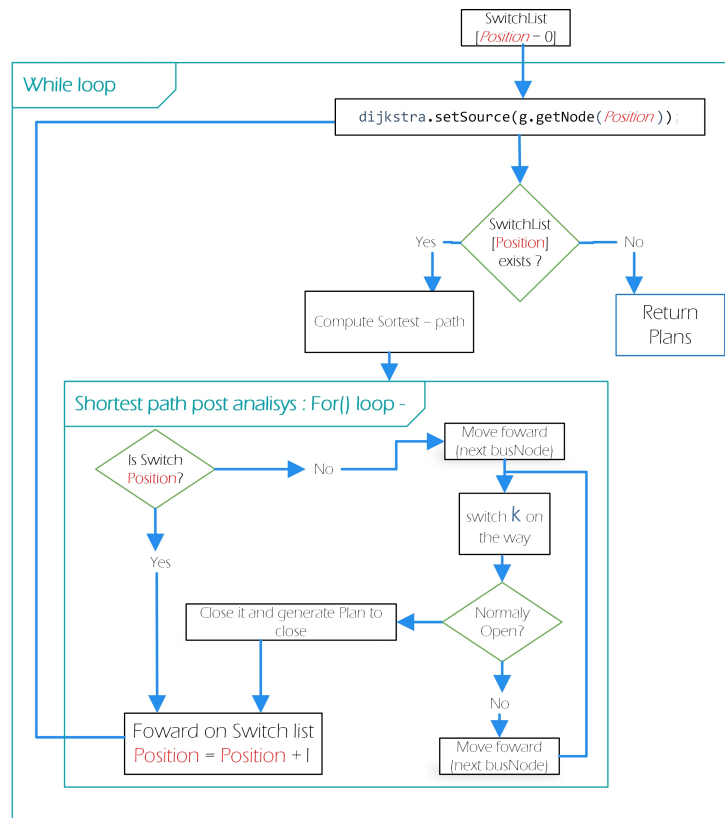 SwitchList
[Position – 0]
While loop
dijkstra.setSource(g.getNode(Position));
SwitchList
[Position]
exists ?
Yes
No
Compute Sortest – path
Return
Plans
Shortest path post analisys : For() loop -
Is Switch
Position?
No
Move foward
(next busNode)
switch k on
the way
Yes
Close it and generate Plan to
close
Normaly
Open?
No
Foward on Switch list
Position = Position +1
Move foward
(next busNode)